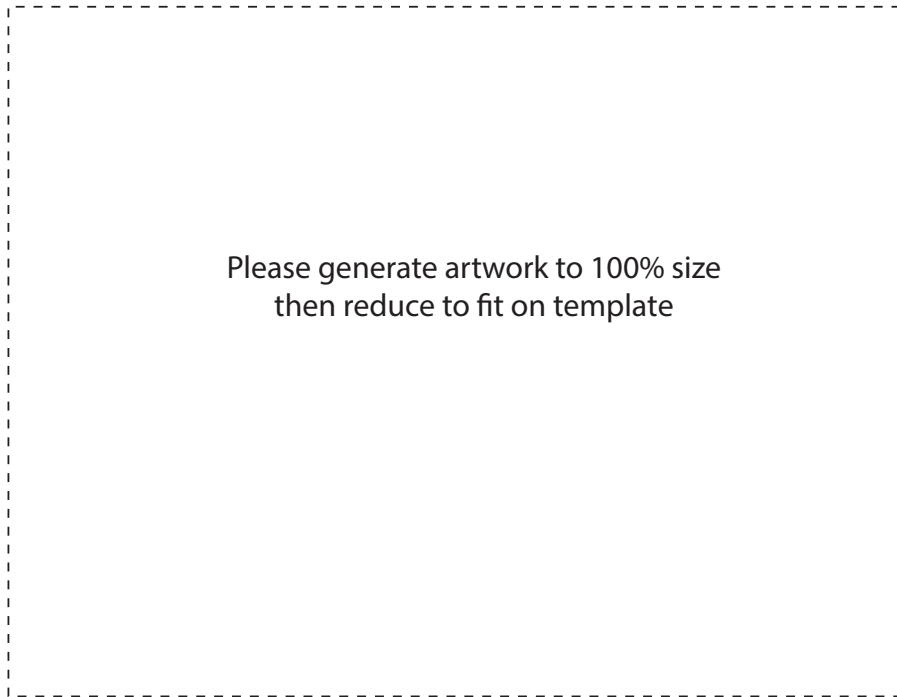 Please generate artwork to 100% size
then reduce to fit on template